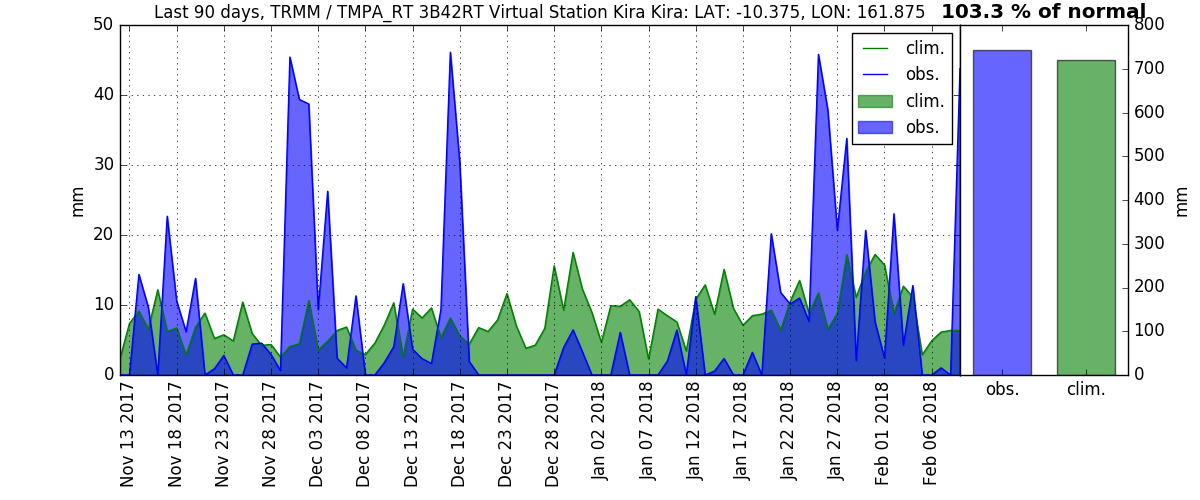 Last 90 days, TRMM / TMPA_RT 3B42RT Virtual Station Kira Kira: LAT: -10.375, LON: 161.875
103.3 % of normal
50
40
30
20
10
0
mm
clim.
obs.
clim.
obs.
Nov 13 2017
Nov 18 2017
Nov 23 2017
Nov 28 2017
Dec 03 2017
Dec 08 2017
Dec 13 2017
Dec 18 2017
Dec 23 2017
Dec 28 2017
Jan 02 2018
Jan 07 2018
Jan 12 2018
Jan 17 2018
Jan 22 2018
Jan 27 2018
Feb 01 2018
Feb 06 2018
800
700
600
500
400
300
200
100
0
mm
obs.
clim.